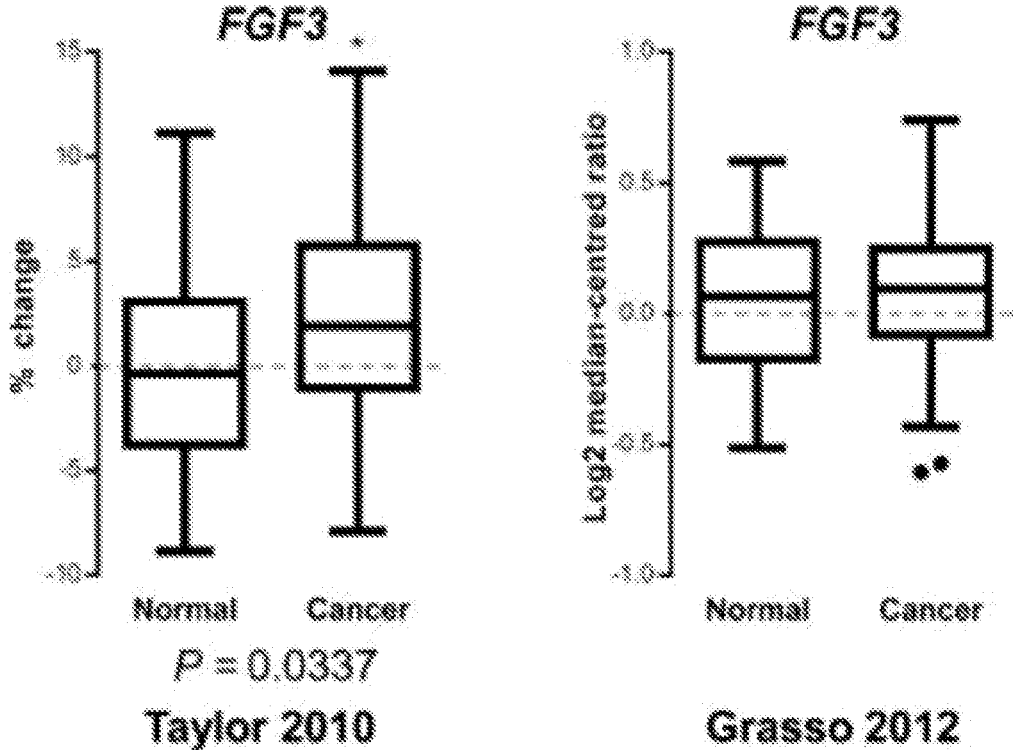 FGF3
*
% change
15
10
5
0
-5
-10
Normal Cancer
P = 0.0337
Taylor 2010
FGF3
Log2 median-centred ratio
1.0
0.5
0.0
-0.5
-1.0
Normal Cancer
Grasso 2012